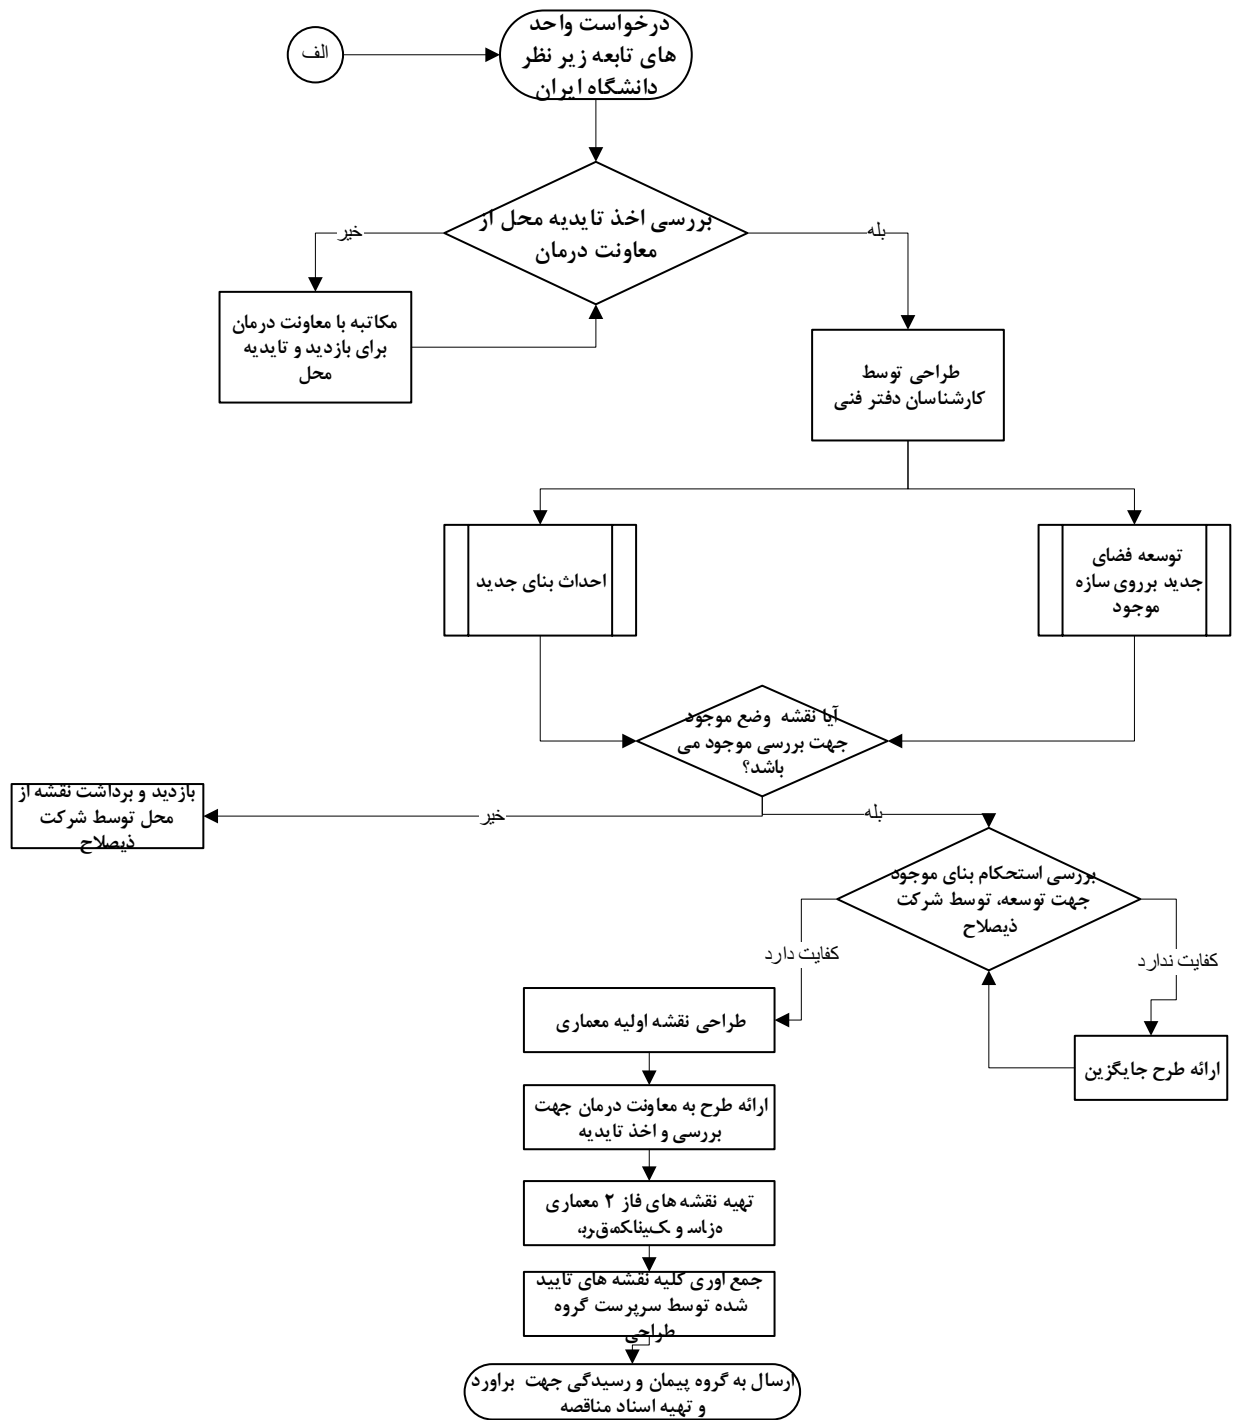 الف
درخواست واحد
های تابعه زیر نظر
دانشگاه ایران
بررسی اخذ تایدیه محل از
معاونت درمان
خیر
بله
مکاتبه با معاونت درمان
برای بازدید و تایدیه
محل
طراحی توسط
کارشناسان دفتر فنی
توسعه فضای
جدید برروی سازه
موجود
احداث بنای جدید
آیا نقشه وضع موجود
جهت بررسی موجود می
باشد؟
بازدید و برداشت نقشه از
محل توسط شرکت
ذیصلاح
خیر
بله
بررسی استحکام بنای موجود
جهت توسعه، توسط شرکت
ذیصلاح
کفایت دارد
کفایت ندارد
طراحی نقشه اولیه معماری
ارائه طرح جایگزین
ارائه طرح به معاونت درمان جهت
بررسی و اخذ تایدیه
تهیه نقشه های فاز ۲ معماری
،برق،مکانیک و سازه
جمع آوری کلیه نقشه های تایید
شده توسط سرپرست گروه
طراحی
ارسال به گروه پیمان و رسیدگی جهت براورد
و تهیه اسناد مناقصه